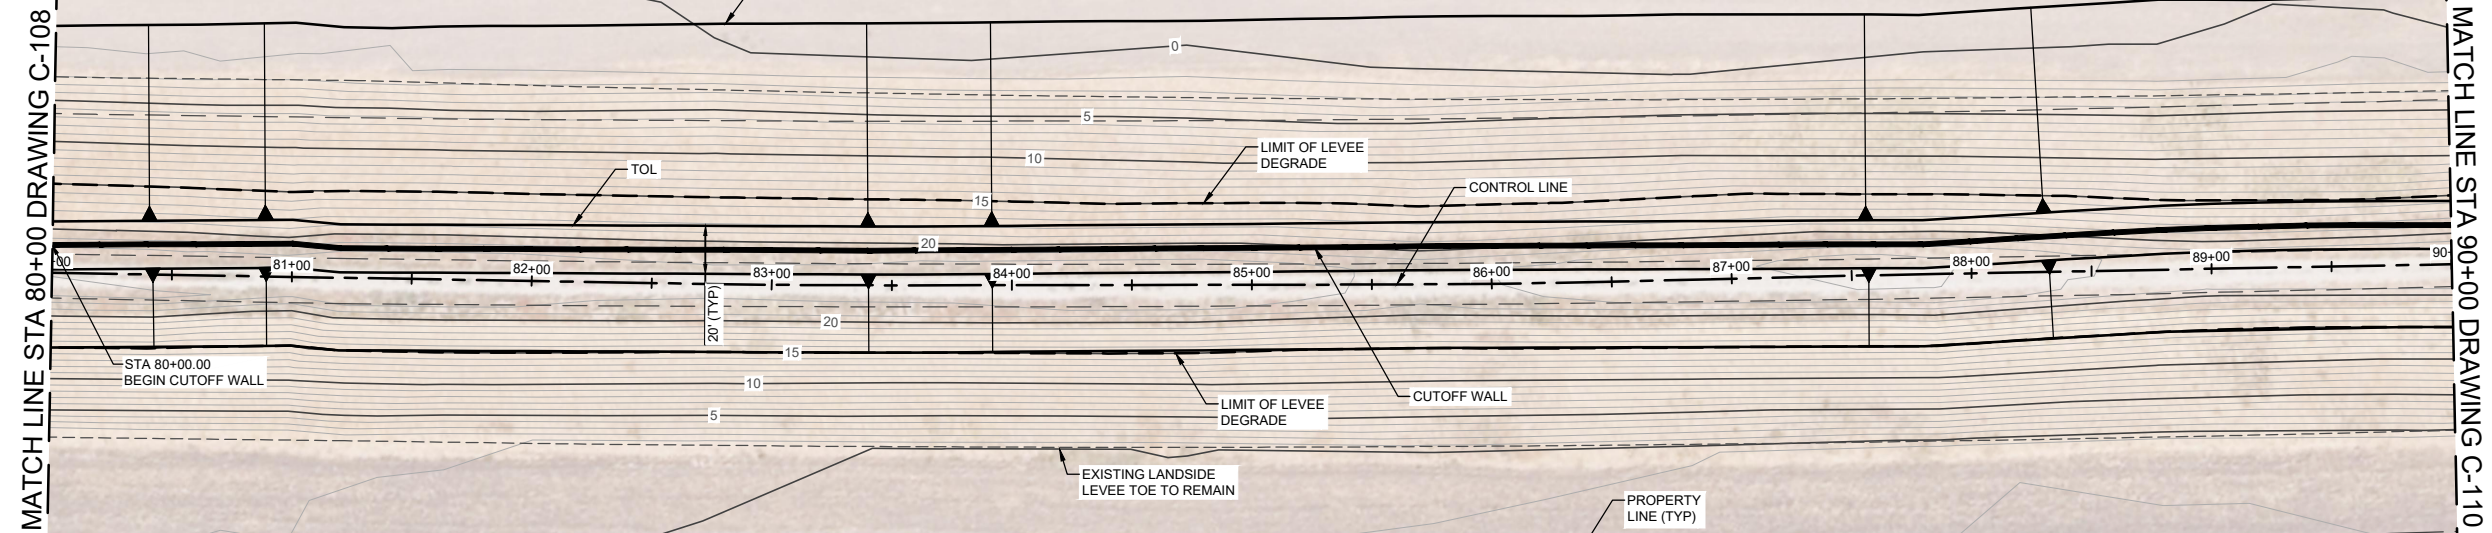 MATCH LINE STA 80+00 DRAWING C-108
MATCH LINE STA 90+00 DRAWING C-110
0
5
10
LIMIT OF LEVEE
DEGRADE
TOL
CONTROL LINE
15
20
00
81+00
82+00
83+00
84+00
85+00
86+00
87+00
88+00
89+00
90+
20' (TYP)
20
15
STA 80+00.00
BEGIN CUTOFF WALL
10
5
LIMIT OF LEVEE
DEGRADE
CUTOFF WALL
EXISTING LANDSIDE
LEVEE TOE TO REMAIN
PROPERTY
LINE (TYP)